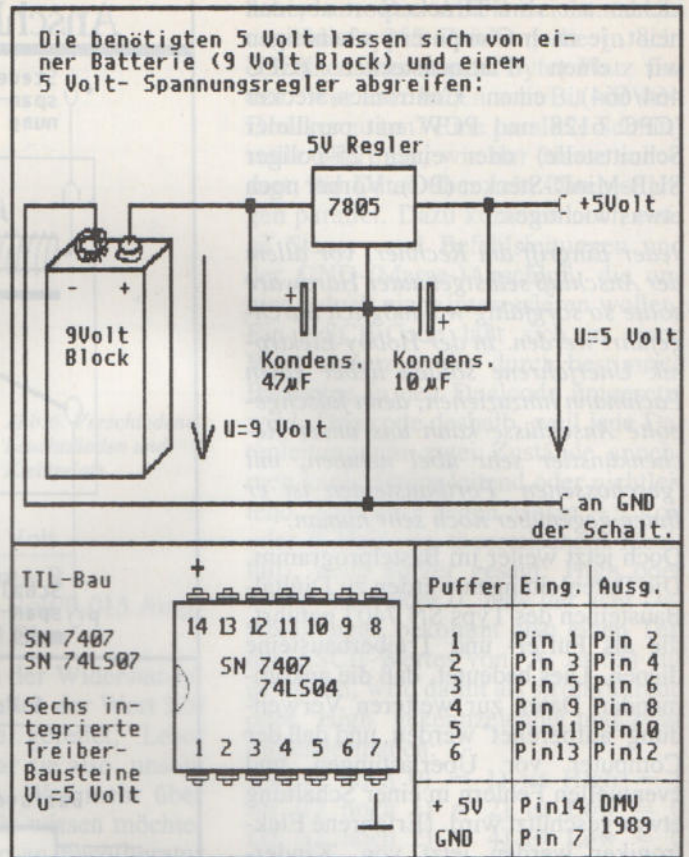 Die benötigten 5 Volt lassen sich von ei-
ner Batterie (9 Volt Block) und einem
5 Volt- Spannungsregler abgreifen:
5V Regler
7805
+5Volt
- +
9Volt
Block
+ +
Kondens. Kondens.
47µF 10µF
U=5 Volt
U=9 Volt
an GND
der Schalt.
TTL-Bau
SN 7407
SN 74LS07
Sechs in-
tegrierte
Treiber-
Bausteine
U=5 Volt
+
14 13 12 11 10 9 8
SN 7407
74LS04
1 2 3 4 5 6 7
-
Puffer Eing. Ausg.
1 Pin 1 Pin 2
2 Pin 3 Pin 4
3 Pin 5 Pin 6
4 Pin 9 Pin 8
5 Pin11 Pin10
6 Pin13 Pin12
+ 5V - Pin14
GND - Pin 7
DMV
1989